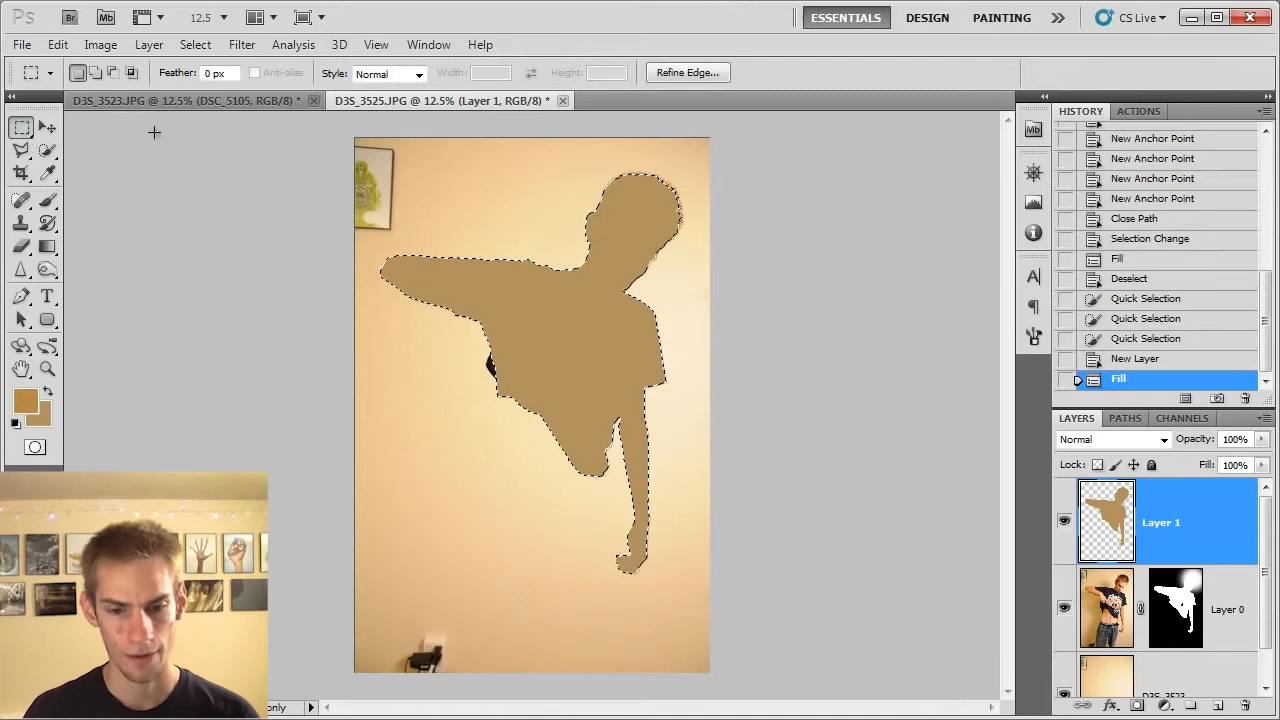 Ps Br Mb 12.5 ESSENTIALS DESIGN PAINTING CS Live
File Edit Image Layer Select Filter Analysis 3D View Window Help
Feather: 0 px Anti-alias Style: Normal Width: Height: Refine Edge...
D3S_3523.JPG @ 12.5% (DSC_5105, RGB/8) * D3S_3525.JPG @ 12.5% (Layer 1, RGB/8) *
HISTORY ACTIONS
Mb
New Anchor Point
New Anchor Point
New Anchor Point
New Anchor Point
Close Path
Selection Change
Fill
Deselect
Quick Selection
Quick Selection
Quick Selection
New Layer
Fill
LAYERS PATHS CHANNELS
Normal Opacity: 100%
Lock: Fill: 100%
Layer 1
Layer 0
D3S_3523
only